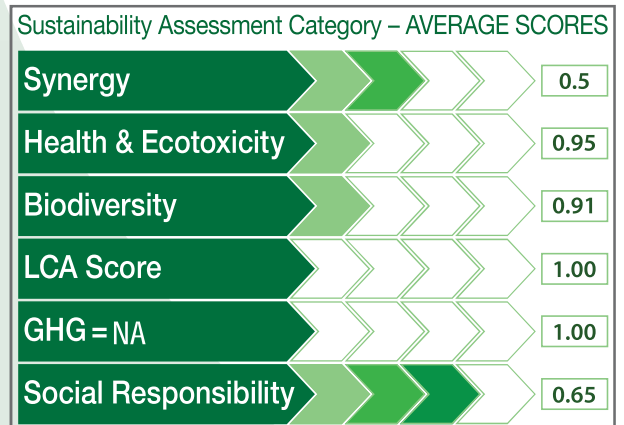 Sustainability Assessment Category – AVERAGE SCORES
Synergy 0.5
Health & Ecotoxicity 0.95
Biodiversity 0.91
LCA Score 1.00
GHG = NA 1.00
Social Responsibility 0.65